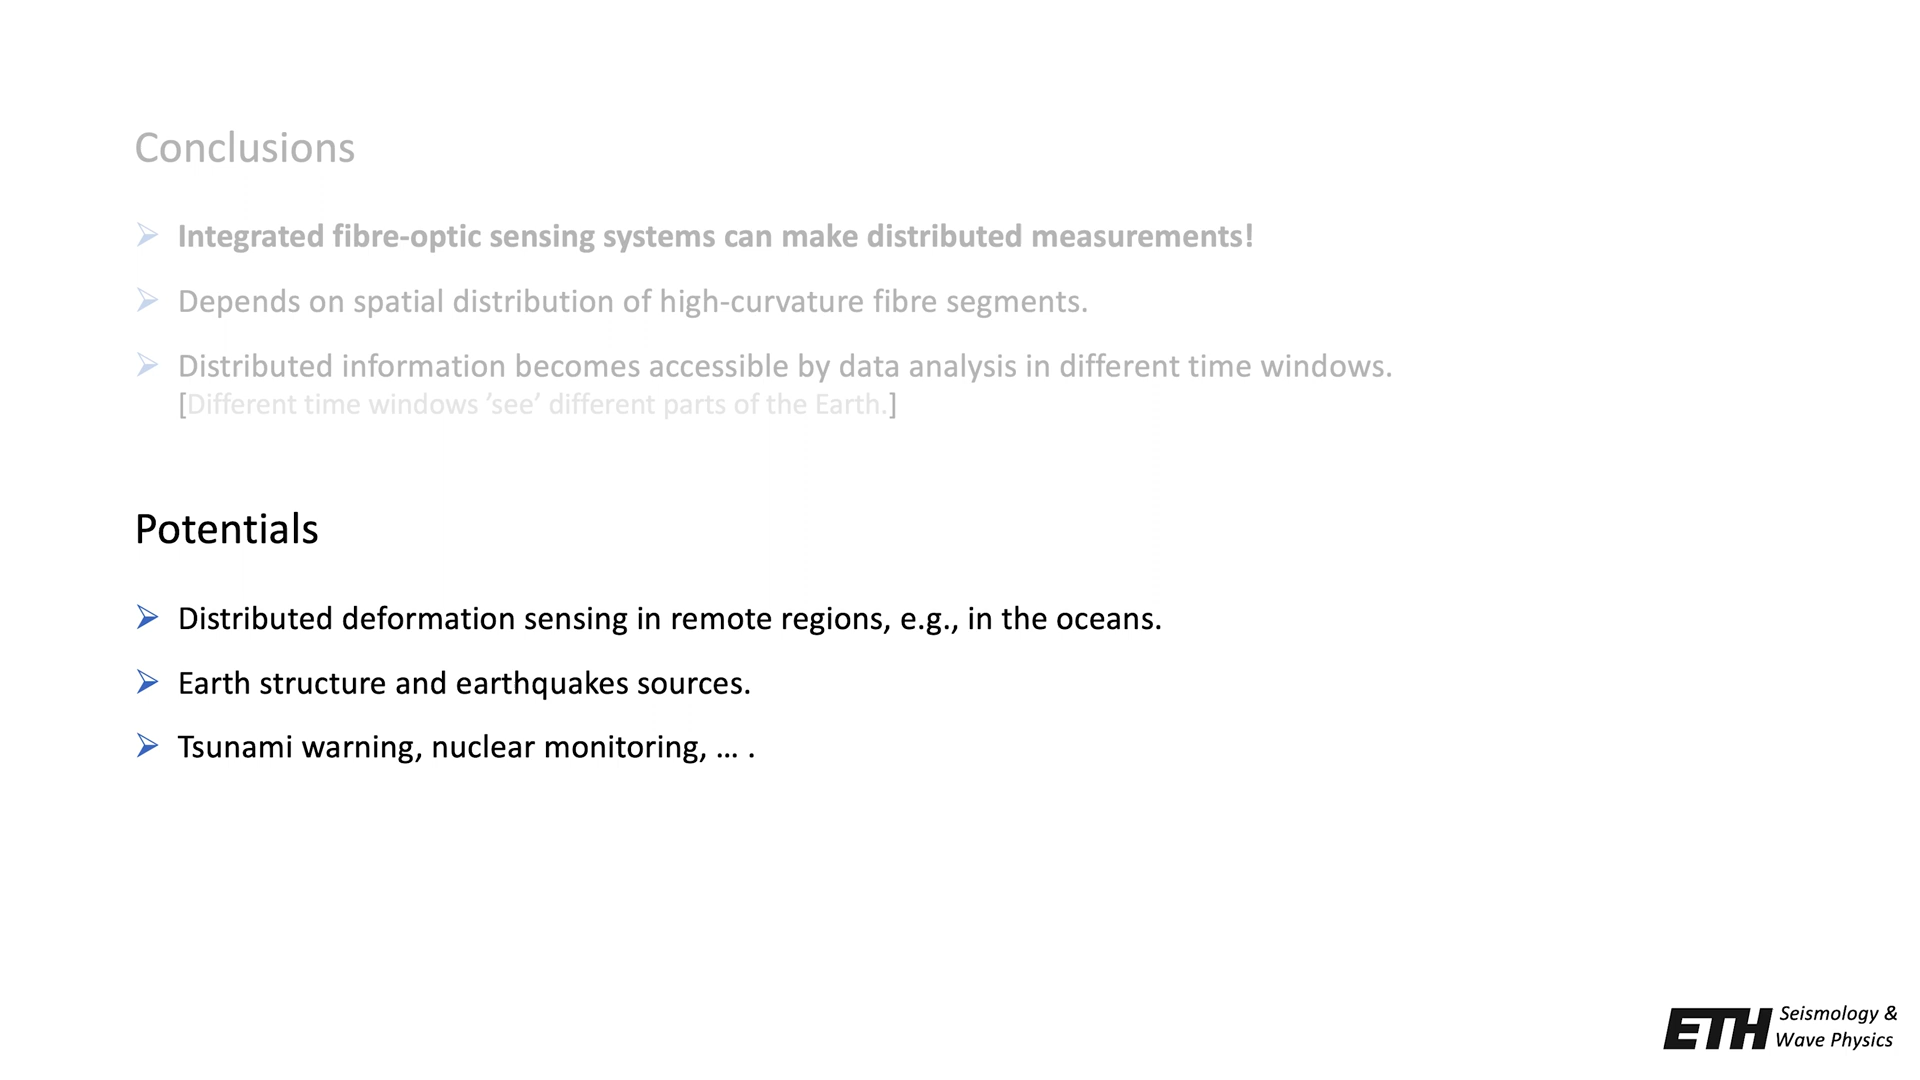 Conclusions
Integrated fibre-optic sensing systems can make distributed measurements!
Depends on spatial distribution of high-curvature fibre segments.
Distributed information becomes accessible by data analysis in different time windows.
[Different time windows ’see’ different parts of the Earth.]
Potentials
Distributed deformation sensing in remote regions, e.g., in the oceans.
Earth structure and earthquakes sources.
Tsunami warning, nuclear monitoring, … .
ETH Seismology &
Wave Physics